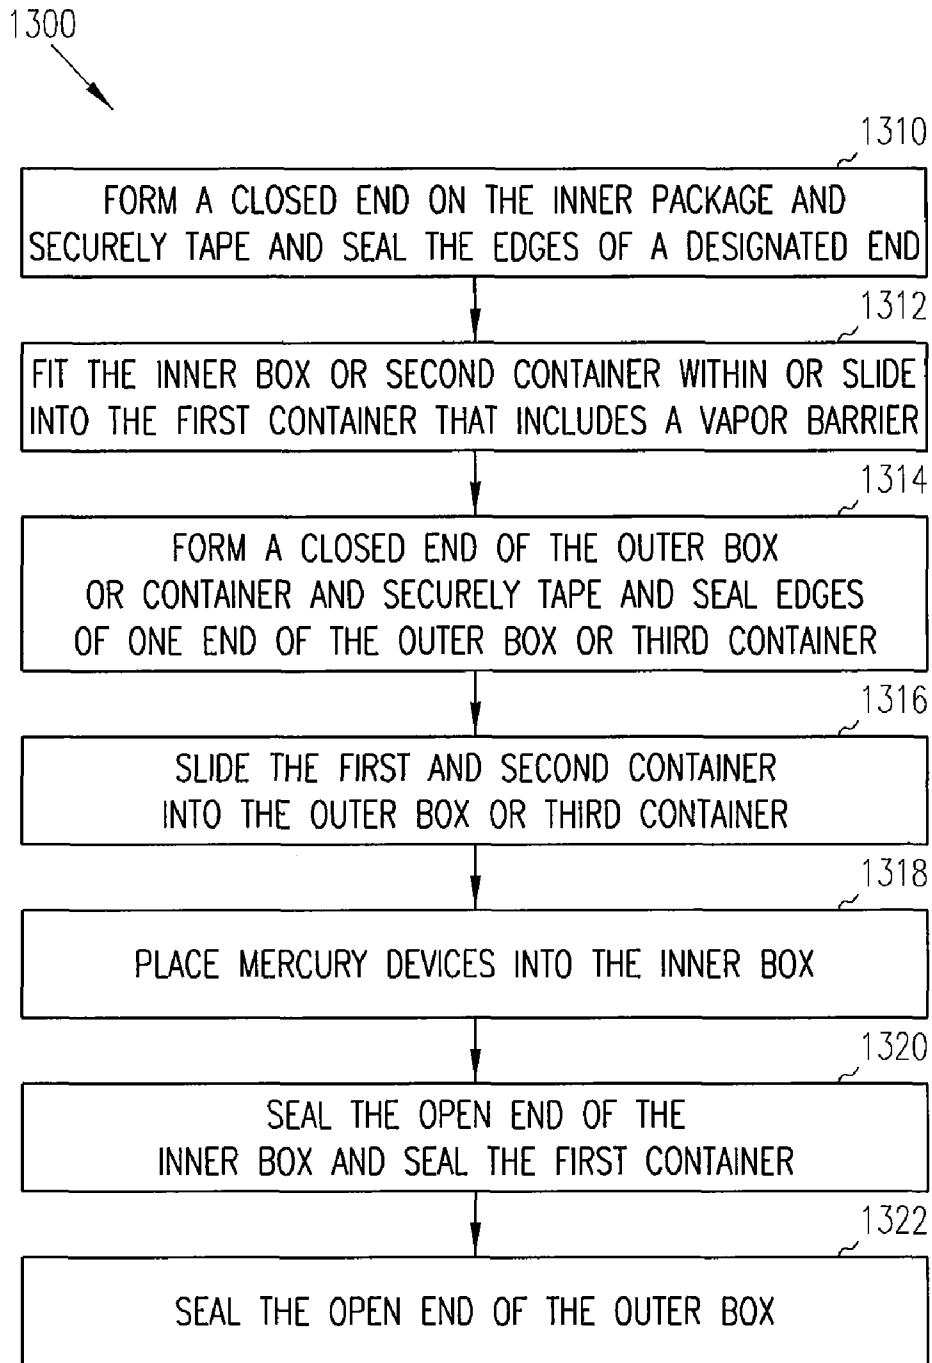 1300
1310
FORM A CLOSED END ON THE INNER PACKAGE AND
SECURELY TAPE AND SEAL THE EDGES OF A DESIGNATED END
1312
FIT THE INNER BOX OR SECOND CONTAINER WITHIN OR SLIDE
INTO THE FIRST CONTAINER THAT INCLUDES A VAPOR BARRIER
1314
FORM A CLOSED END OF THE OUTER BOX
OR CONTAINER AND SECURELY TAPE AND SEAL EDGES
OF ONE END OF THE OUTER BOX OR THIRD CONTAINER
1316
SLIDE THE FIRST AND SECOND CONTAINER
INTO THE OUTER BOX OR THIRD CONTAINER
1318
PLACE MERCURY DEVICES INTO THE INNER BOX
1320
SEAL THE OPEN END OF THE
INNER BOX AND SEAL THE FIRST CONTAINER
1322
SEAL THE OPEN END OF THE OUTER BOX